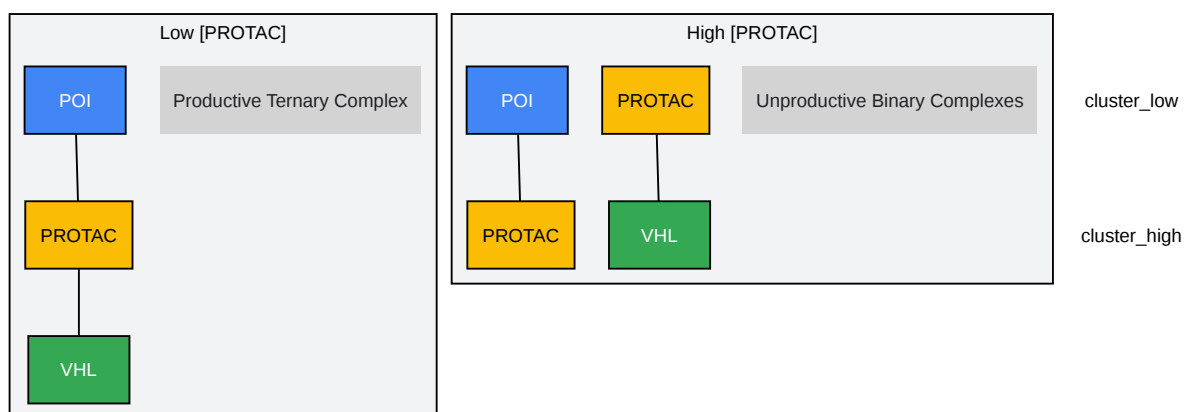 Low [PROTAC]
POI
Productive Ternary Complex
PROTAC
VHL
High [PROTAC]
POI
PROTAC
Unproductive Binary Complexes
PROTAC
VHL
cluster_low
cluster_high